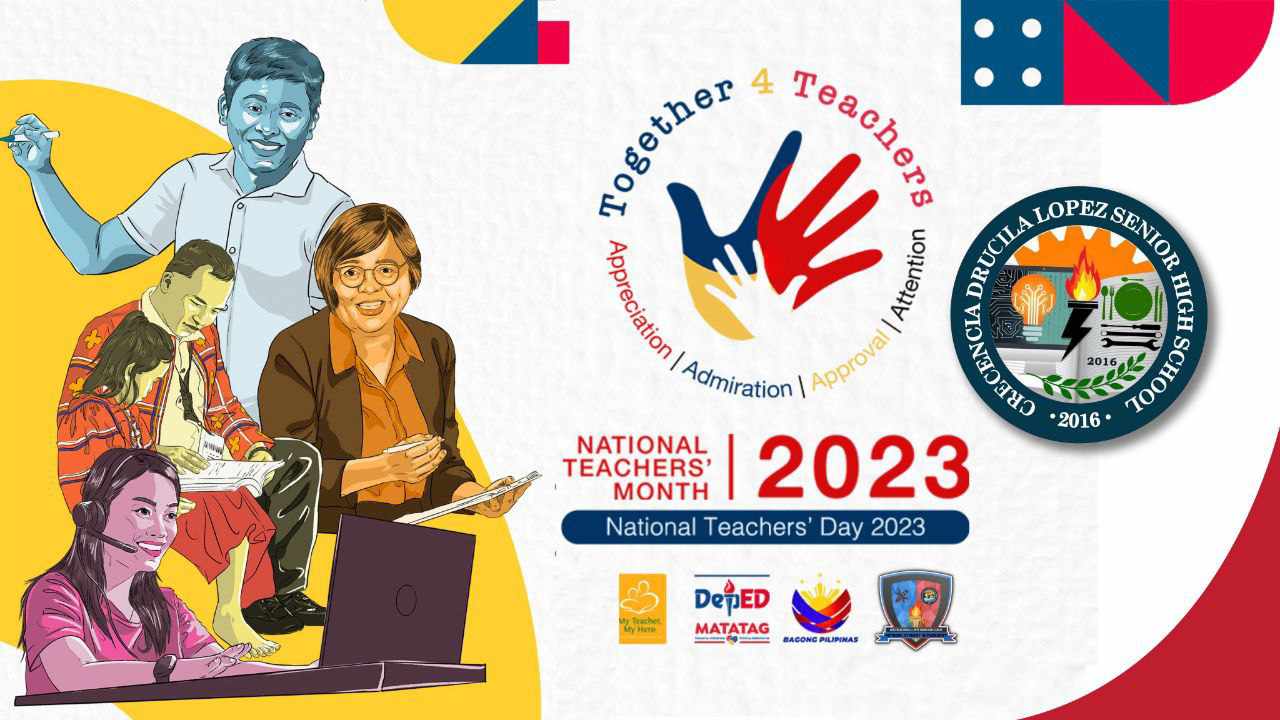 Together 4 Teachers
Appreciation | Admiration | Approval | Attention
NATIONAL
TEACHERS'
MONTH
2023
National Teachers' Day 2023
CRECENCIA DRUCILA LOPEZ SENIOR HIGH SCHOOL
2016
• 2016 •
My Teacher,
My Hero
DepED
MATATAG
BAGONG PILIPINAS